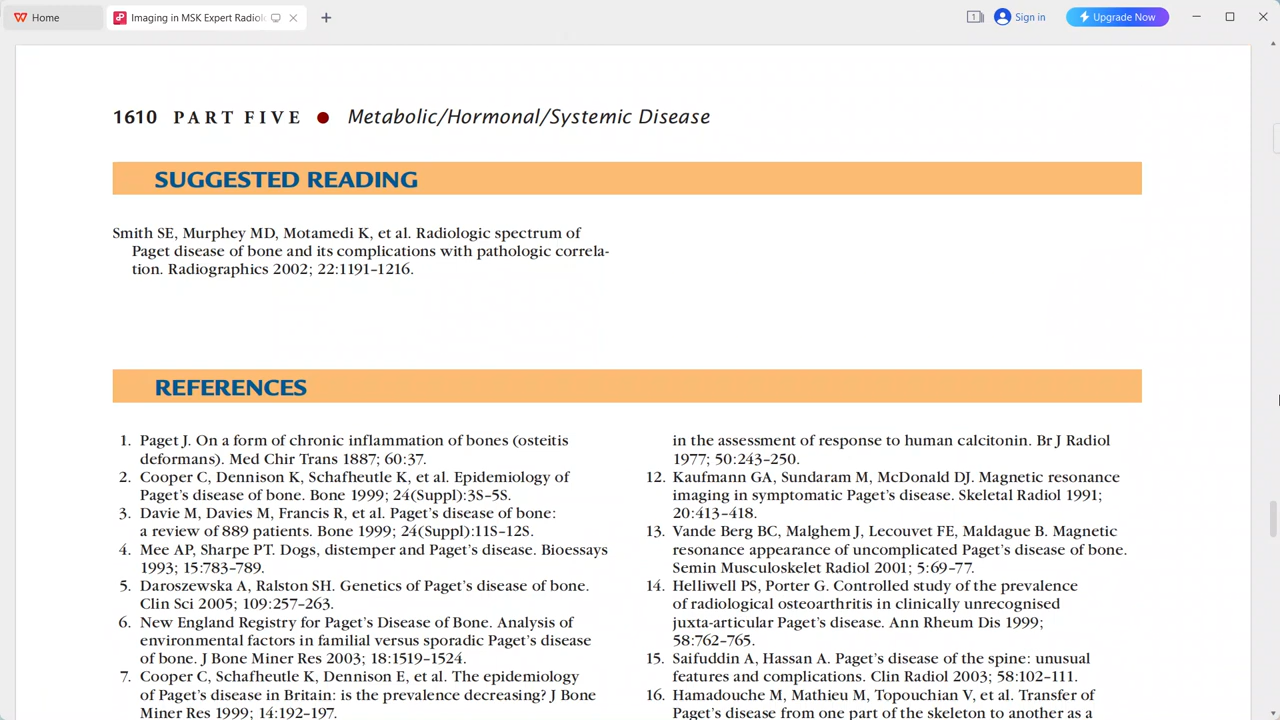 Home
Imaging in MSK Expert Radiol
1
Sign in
Upgrade Now
1610 PART FIVE ● Metabolic/Hormonal/Systemic Disease
SUGGESTED READING
Smith SE, Murphey MD, Motamedi K, et al. Radiologic spectrum of
Paget disease of bone and its complications with pathologic correla-
tion. Radiographics 2002; 22:1191–1216.
REFERENCES
1. Paget J. On a form of chronic inflammation of bones (osteitis
deformans). Med Chir Trans 1887; 60:37.
2. Cooper C, Dennison K, Schafheutle K, et al. Epidemiology of
Paget's disease of bone. Bone 1999; 24(Suppl):3S–5S.
3. Davie M, Davies M, Francis R, et al. Paget's disease of bone:
a review of 889 patients. Bone 1999; 24(Suppl):11S–12S.
4. Mee AP, Sharpe PT. Dogs, distemper and Paget's disease. Bioessays
1993; 15:783–789.
5. Daroszewska A, Ralston SH. Genetics of Paget's disease of bone.
Clin Sci 2005; 109:257–263.
6. New England Registry for Paget's Disease of Bone. Analysis of
environmental factors in familial versus sporadic Paget's disease
of bone. J Bone Miner Res 2003; 18:1519–1524.
7. Cooper C, Schafheutle K, Dennison E, et al. The epidemiology
of Paget's disease in Britain: is the prevalence decreasing? J Bone
Miner Res 1999; 14:192–197.
in the assessment of response to human calcitonin. Br J Radiol
1977; 50:243–250.
12. Kaufmann GA, Sundaram M, McDonald DJ. Magnetic resonance
imaging in symptomatic Paget's disease. Skeletal Radiol 1991;
20:413–418.
13. Vande Berg BC, Malghem J, Lecouvet FE, Maldague B. Magnetic
resonance appearance of uncomplicated Paget's disease of bone.
Semin Musculoskelet Radiol 2001; 5:69–77.
14. Helliwell PS, Porter G. Controlled study of the prevalence
of radiological osteoarthritis in clinically unrecognised
juxta-articular Paget's disease. Ann Rheum Dis 1999;
58:762–765.
15. Saifuddin A, Hassan A. Paget's disease of the spine: unusual
features and complications. Clin Radiol 2003; 58:102–111.
16. Hamadouche M, Mathieu M, Topouchian V, et al. Transfer of
Paget's disease from one part of the skeleton to another as a